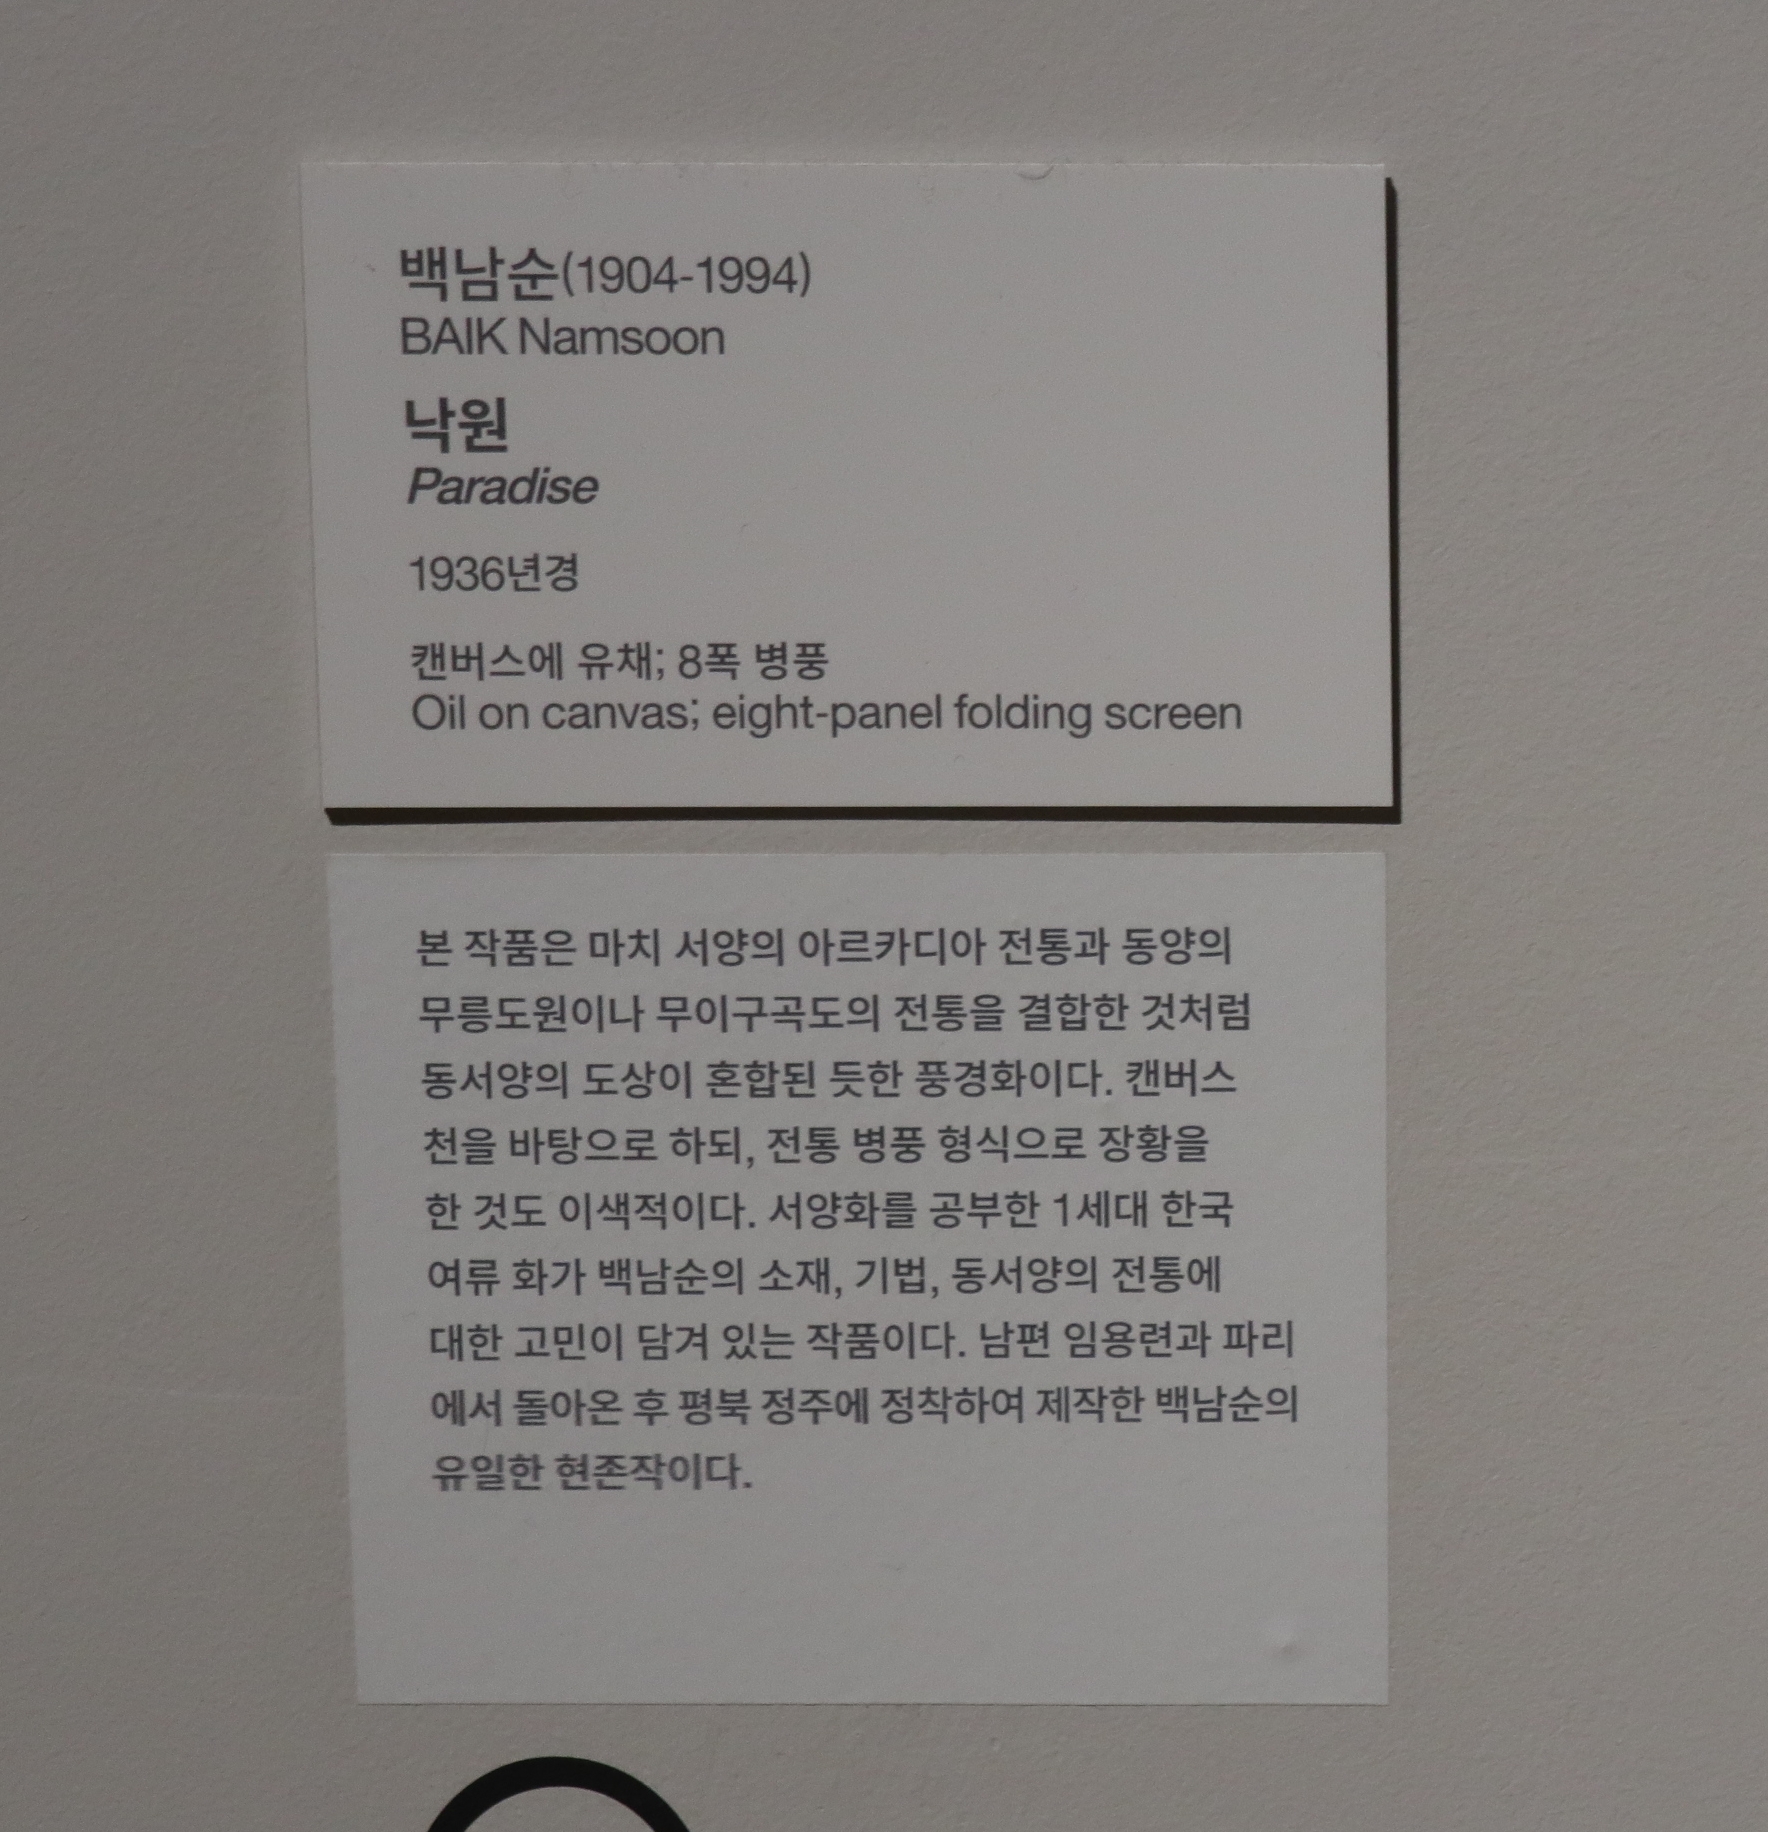 백남순(1904-1994)
BAIK Namsoon
낙원
Paradise
1936년경
캔버스에 유채; 8폭 병풍
Oil on canvas; eight-panel folding screen
본 작품은 마치 서양의 아르카디아 전통과 동양의
무릉도원이나 무이구곡도의 전통을 결합한 것처럼
동서양의 도상이 혼합된 듯한 풍경화이다. 캔버스
천을 바탕으로 하되, 전통 병풍 형식으로 장황을
한 것도 이색적이다. 서양화를 공부한 1세대 한국
여류 화가 백남순의 소재, 기법, 동서양의 전통에
대한 고민이 담겨 있는 작품이다. 남편 임용련과 파리
에서 돌아온 후 평북 정주에 정착하여 제작한 백남순의
유일한 현존작이다.